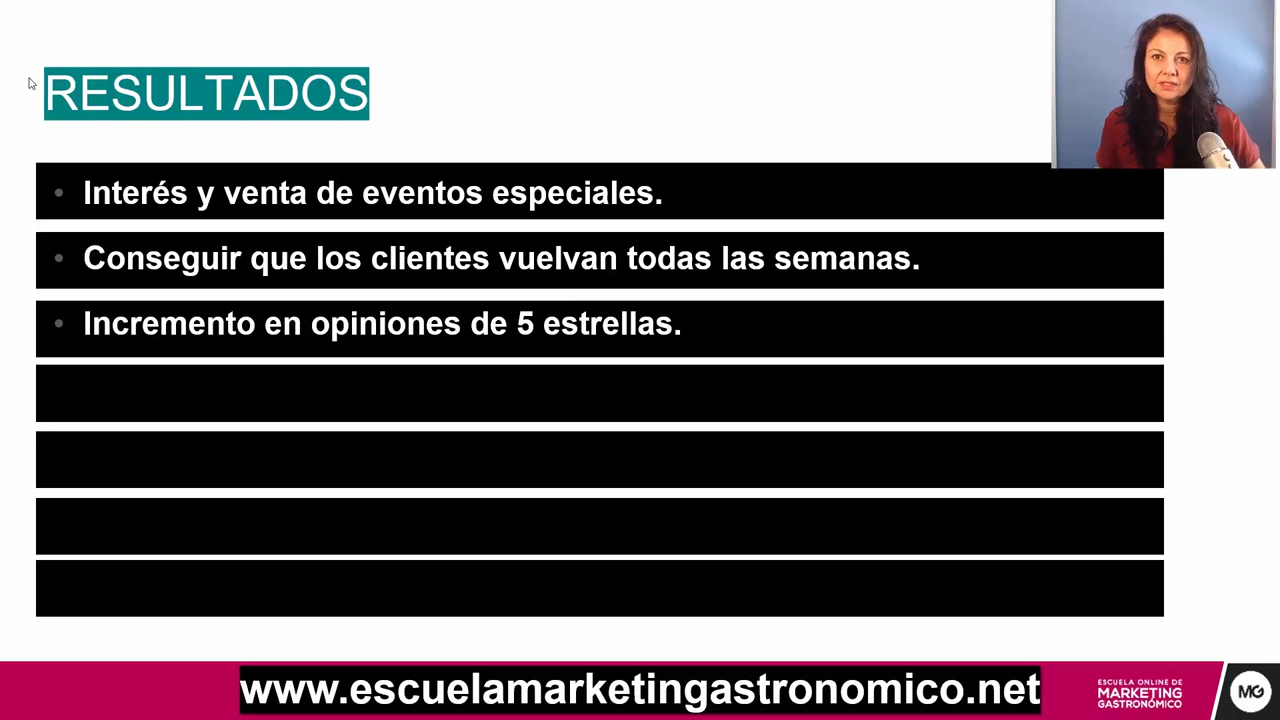 RESULTADOS
• Interés y venta de eventos especiales.
• Conseguir que los clientes vuelvan todas las semanas.
• Incremento en opiniones de 5 estrellas.
www.escuelamarketingastronomico.net
ESCUELA ONLINE DE
MARKETING
GASTRONÓMICO
MG